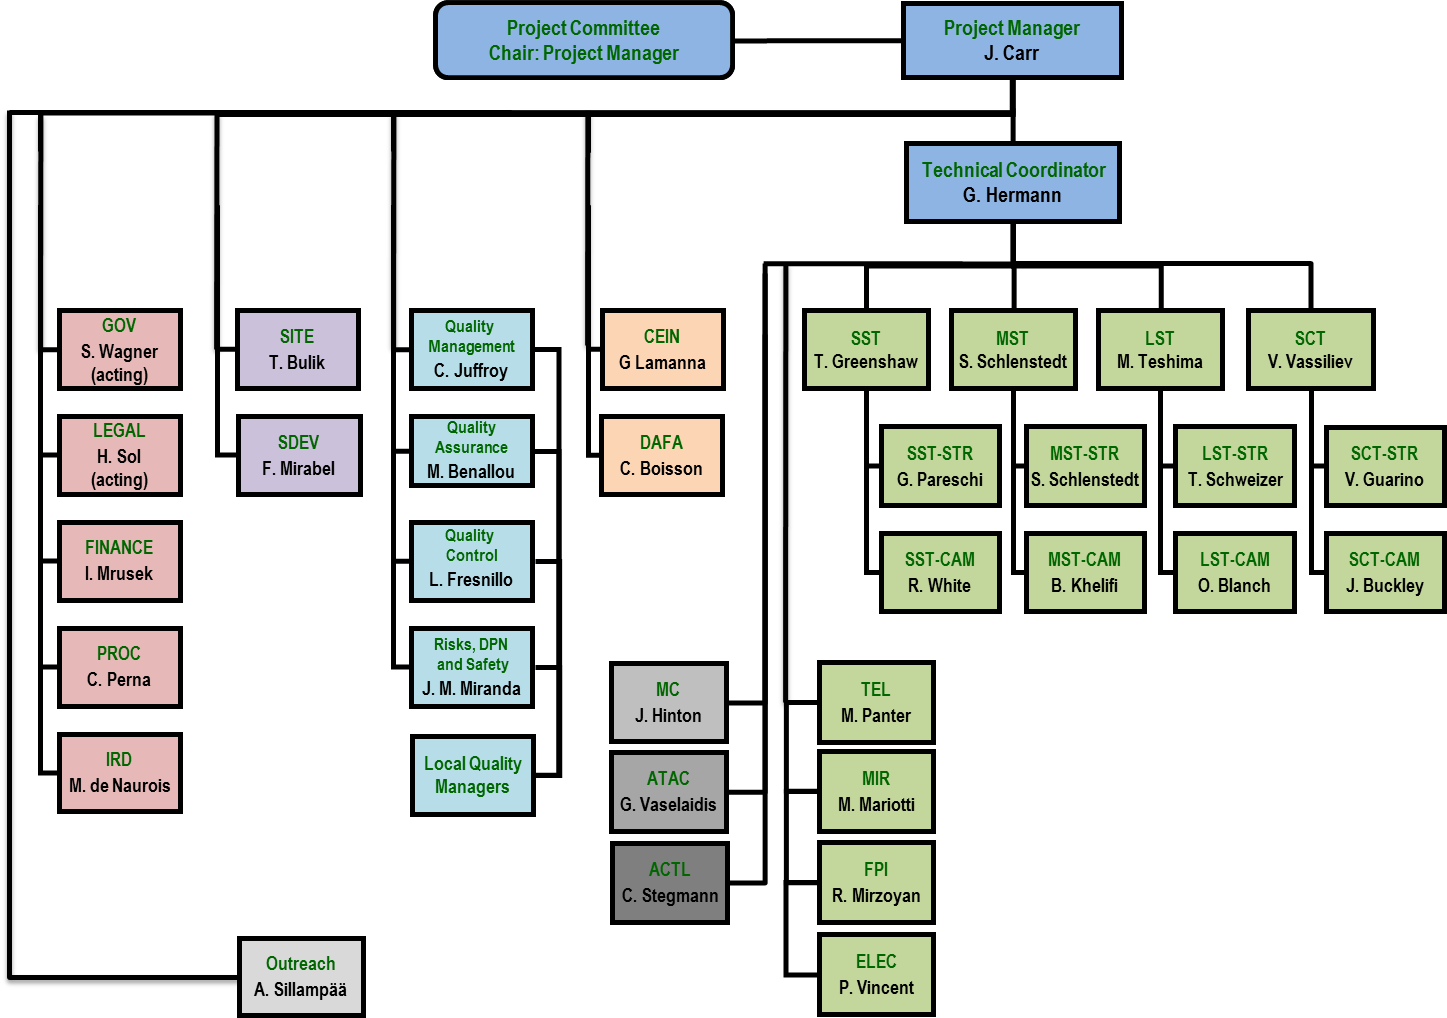 Project Committee
Chair: Project Manager
Project Manager
J. Carr
Technical Coordinator
G. Hermann
GOV
S. Wagner
(acting)
LEGAL
H. Sol
(acting)
FINANCE
I. Mrusek
PROC
C. Perna
IRD
M. de Naurois
SITE
T. Bulik
SDEV
F. Mirabel
Quality
Management
C. Juffroy
Quality
Assurance
M. Benallou
Quality
Control
L. Fresnillo
Risks, DPN
and Safety
J. M. Miranda
Local Quality
Managers
CEIN
G Lamanna
DAFA
C. Boisson
SST
T. Greenshaw
SST-STR
G. Pareschi
SST-CAM
R. White
MST
S. Schlenstedt
MST-STR
S. Schlenstedt
MST-CAM
B. Khelifi
LST
M. Teshima
LST-STR
T. Schweizer
LST-CAM
O. Blanch
SCT
V. Vassiliev
SCT-STR
V. Guarino
SCT-CAM
J. Buckley
MC
J. Hinton
ATAC
G. Vaselaidis
ACTL
C. Stegmann
TEL
M. Panter
MIR
M. Mariotti
FPI
R. Mirzoyan
ELEC
P. Vincent
Outreach
A. Sillampää